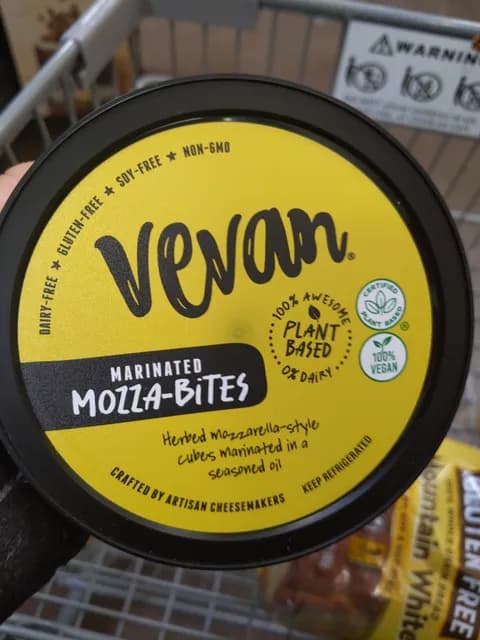 WARNIN
DAIRY-FREE ★ GLUTEN-FREE ★ SOY-FREE ★ NON-GMO
vevan®
100% AWESOME
PLANT
BASED
0% DAIRY
CERTIFIED
PLANT BASED
®
100%
VEGAN
MARINATED
MOZZA-BiTES
Herbed mozzarella-style
cubes marinated in a
seasoned oil
CRAFTED BY ARTISAN CHEESEMAKERS
KEEP REFRIGERATED
GLUTEN FREE
ountain White